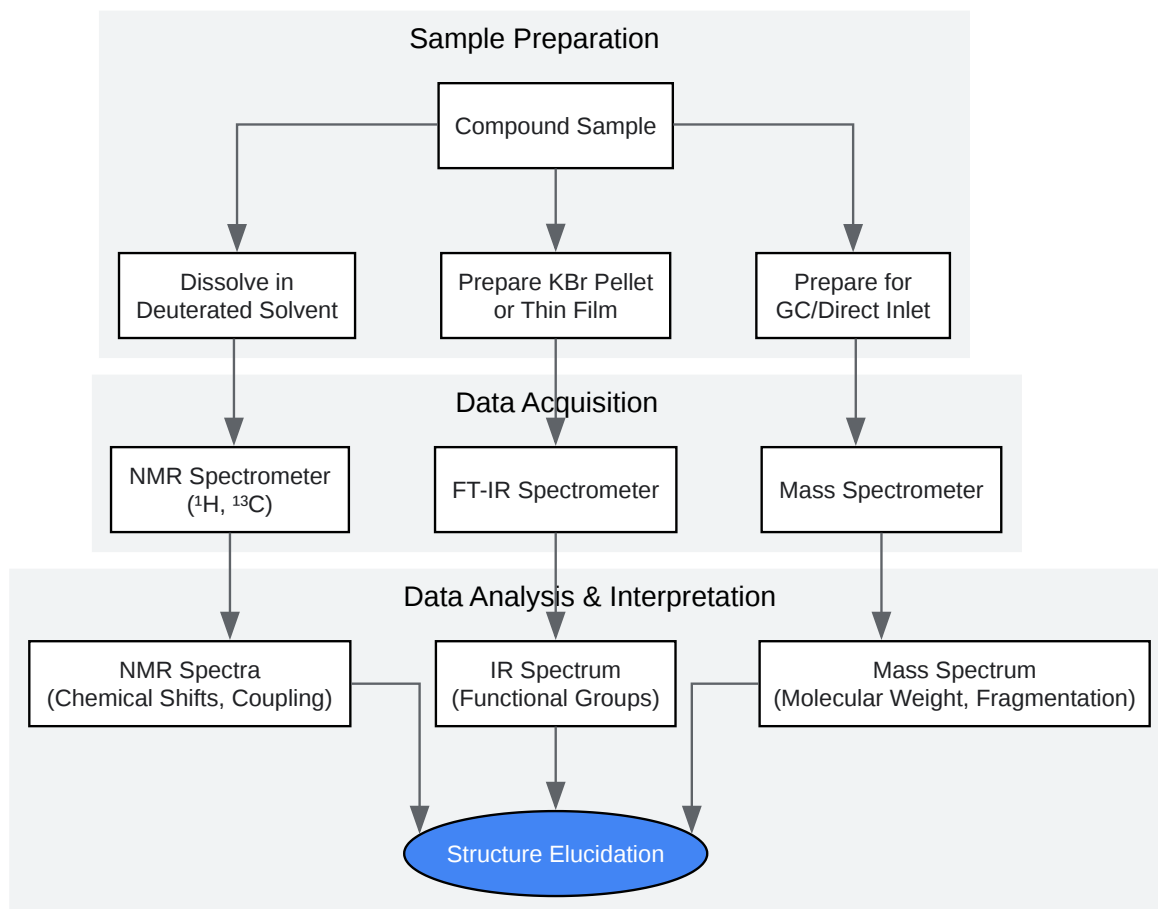 Sample Preparation
Compound Sample
Dissolve in
Deuterated Solvent
Prepare KBr Pellet
or Thin Film
Prepare for
GC/Direct Inlet
Data Acquisition
NMR Spectrometer
(¹H, ¹³C)
FT-IR Spectrometer
Mass Spectrometer
Data Analysis & Interpretation
NMR Spectra
(Chemical Shifts, Coupling)
IR Spectrum
(Functional Groups)
Mass Spectrum
(Molecular Weight, Fragmentation)
Structure Elucidation